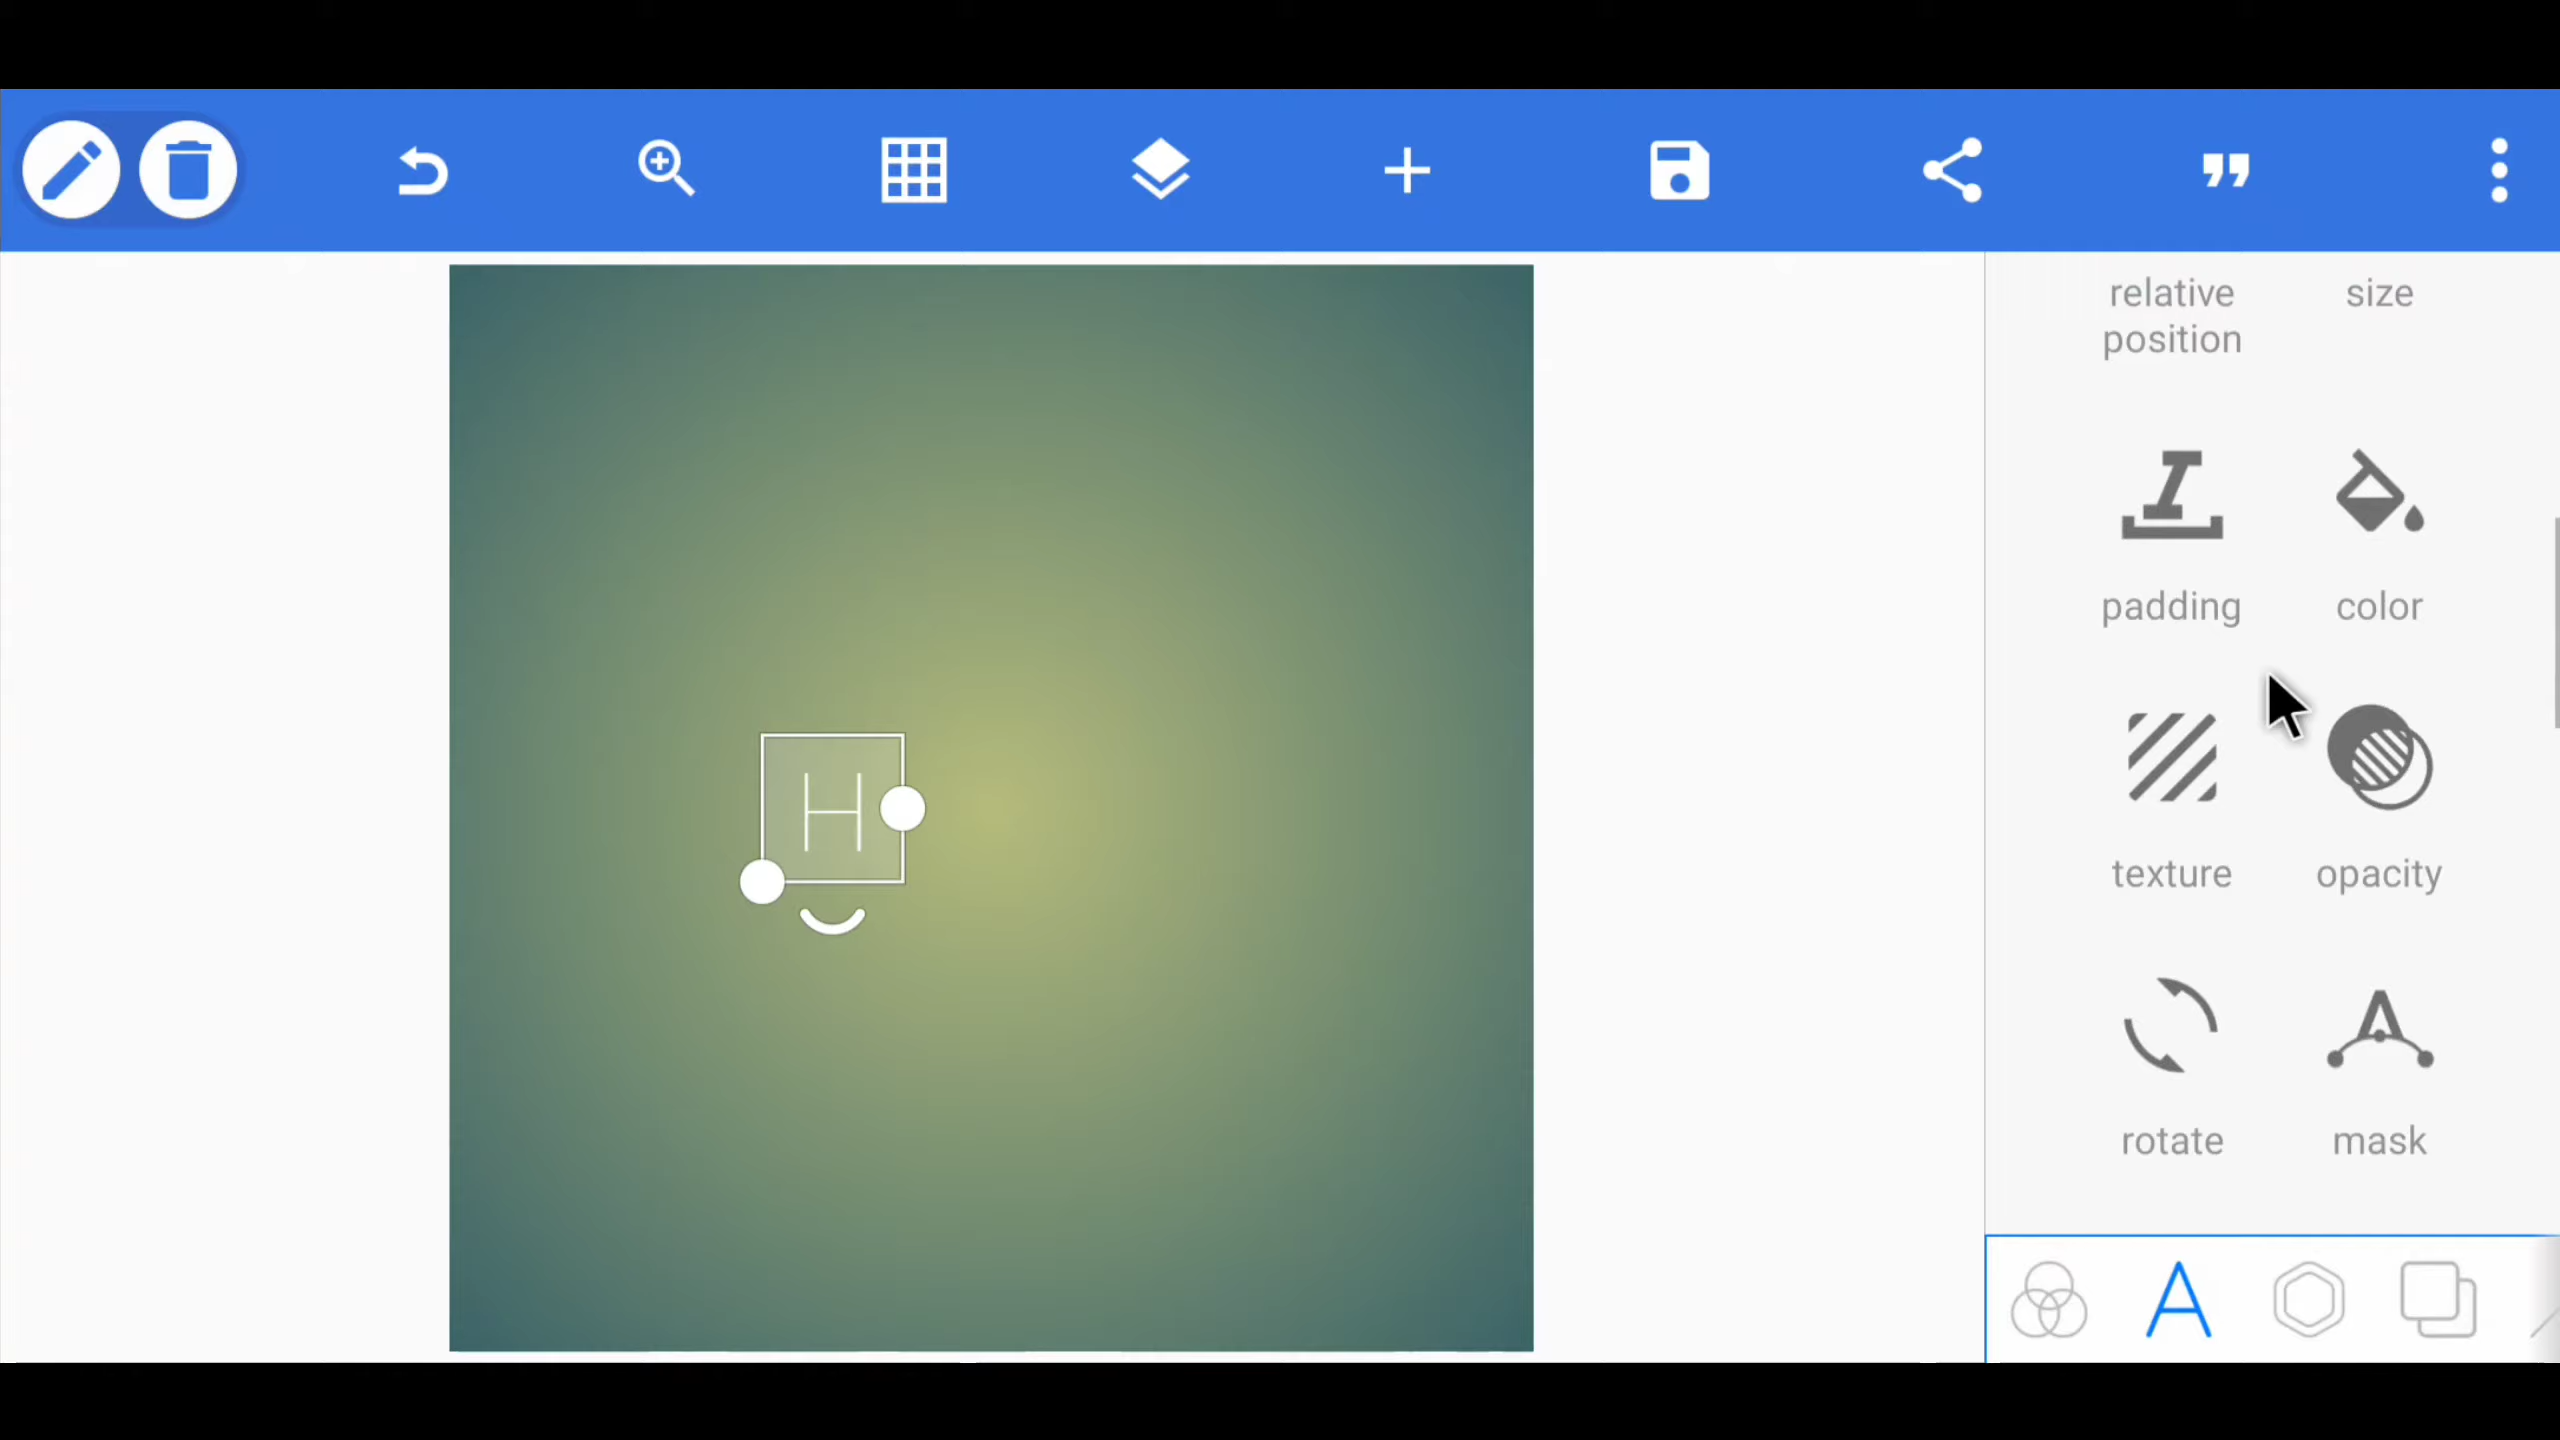 relative
position
size
H
padding
color
texture
opacity
rotate
mask